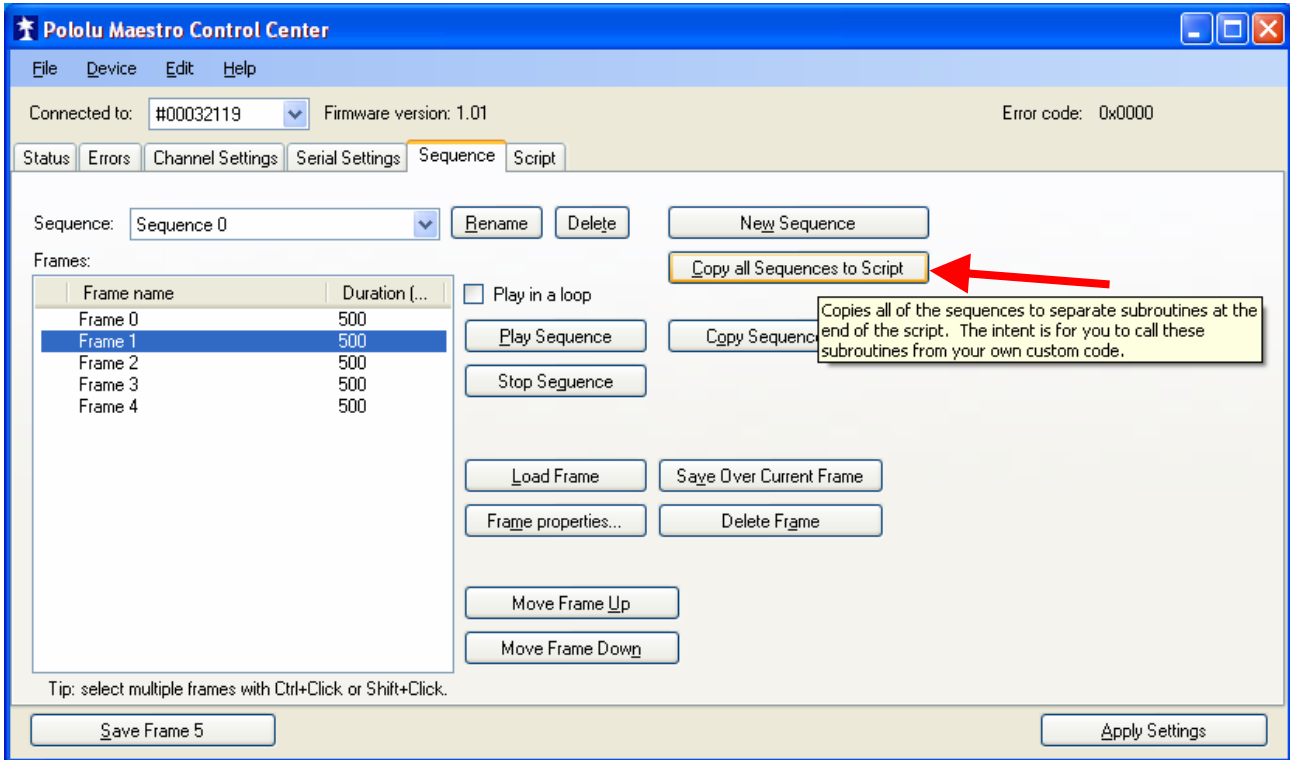 Pololu Maestro Control Center
File Device Edit Help
Connected to: #00032119 Firmware version: 1.01 Error code: 0x0000
Status Errors Channel Settings Serial Settings Sequence Script
Sequence: Sequence 0 Rename Delete New Sequence
Copy all Sequences to Script
Frames:
Frame name Duration (...
Play in a loop
Copies all of the sequences to separate subroutines at the
end of the script. The intent is for you to call these
subroutines from your own custom code.
Frame 0 500
Frame 1 500
Play Sequence Copy Sequenc
Frame 2 500
Frame 3 500
Stop Sequence
Frame 4 500
Load Frame Save Over Current Frame
Frame properties... Delete Frame
Move Frame Up
Move Frame Down
Tip: select multiple frames with Ctrl+Click or Shift+Click.
Save Frame 5 Apply Settings